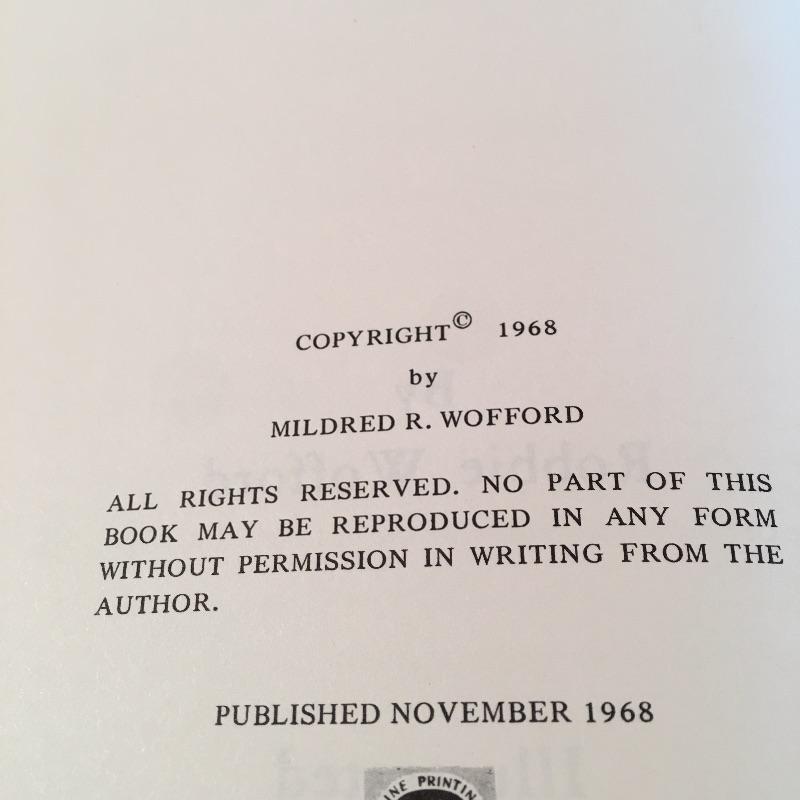 COPYRIGHT© 1968
by
MILDRED R. WOFFORD
ALL RIGHTS RESERVED. NO PART OF THIS
BOOK MAY BE REPRODUCED IN ANY FORM
WITHOUT PERMISSION IN WRITING FROM THE
AUTHOR.
PUBLISHED NOVEMBER 1968